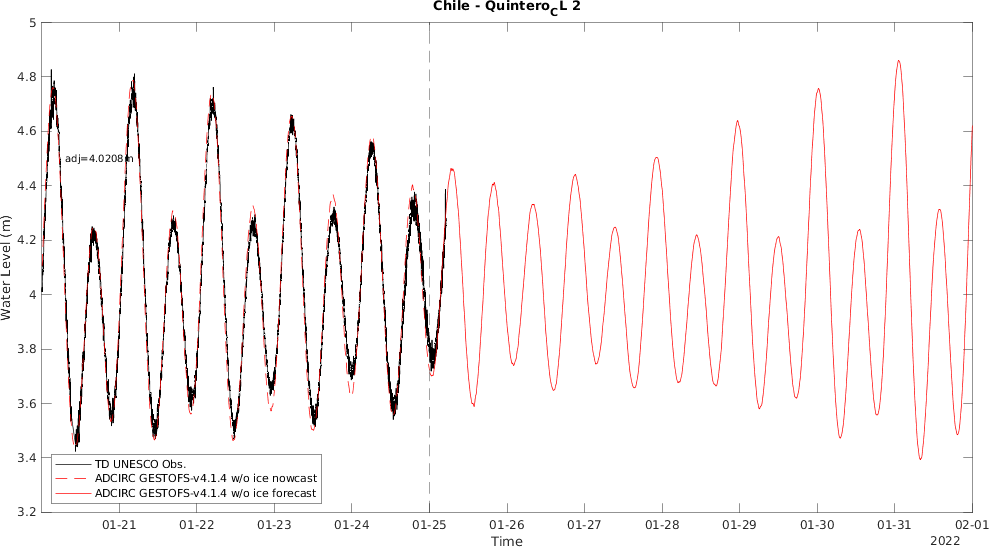 Chile - QuinteroCL 2
5
4.8
4.6
4.4
4.2
4
3.8
3.6
3.4
3.2
Water Level (m)
adj=4.0208m
TD UNESCO Obs.
ADCIRC GESTOFS-v4.1.4 w/o ice nowcast
ADCIRC GESTOFS-v4.1.4 w/o ice forecast
01-21 01-22 01-23 01-24 01-25 01-26 01-27 01-28 01-29 01-30 01-31 02-01
Time
2022